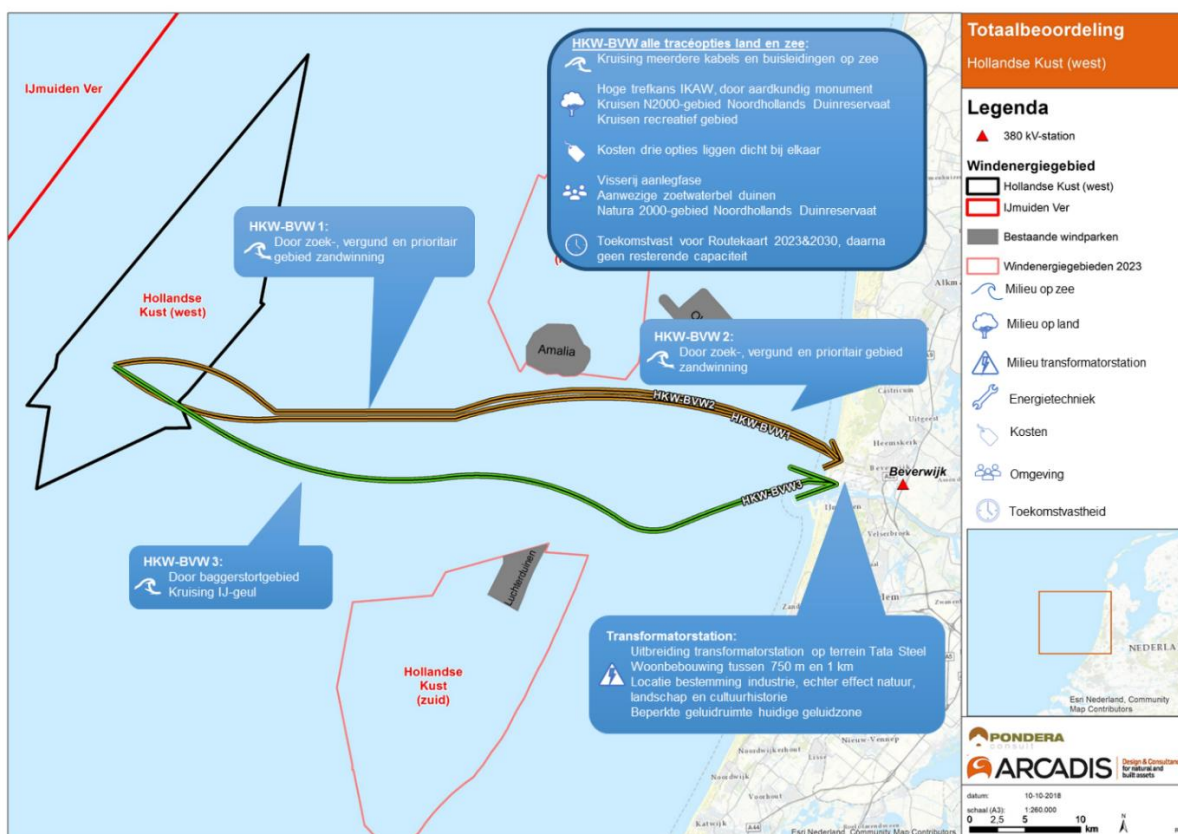 IJmuiden Ver
HKW-BVW alle tracéopties land en zee:
Kruising meerdere kabels en buisleidingen op zee
Hoge trefkans IKAW, door aardkundig monument
Kruisen N2000-gebied Noordhollands Duinreservaat
Kruisen recreatief gebied
Kosten drie opties liggen dicht bij elkaar
Visserij aanlegfase
Aanwezige zoetwaterbel duinen
Natura 2000-gebied Noordhollands Duinreservaat
Toekomstvast voor Routekaart 2023&2030, daarna
geen resterende capaciteit
HKW-BVW 1:
Door zoek-, vergund en prioritair
gebied zandwinning
Hollandse
Kust (west)
Amalia
HKW-BVW 2:
Door zoek-, vergund en prioritair gebied
zandwinning
HKW-BVW2
HKW-BVW1
HKW-BVW3
Castricum
Uitgeest
Heemskerk
Beverwijk
Velserbroek
HKW-BVW 3:
Door baggerstortgebied
Kruising IJ-geul
Luchterduinen
Hollandse
Kust
(zuid)
Transformatorstation:
Uitbreiding transformatorstation op terrein Tata Steel
Woonbebouwing tussen 750 m en 1 km
Locatie bestemming industrie, echter effect natuur,
landschap en cultuurhistorie
Beperkte geluidruimte huidige geluidzone
Nieuw-Vennep
Noordwijkerhout
Lisse
Noordwijk
Voorhout
Katwijk
Esri Nederland, Community Map Contributors
Totaalbeoordeling
Hollandse Kust (west)
Legenda
380 kV-station
Windenergiegebied
Hollandse Kust (west)
IJmuiden Ver
Bestaande windparken
Windenergiegebieden 2023
Milieu op zee
Milieu op land
Milieu transformatorstation
Energietechniek
Kosten
Omgeving
Toekomstvastheid
NEDERLA
Esri Nederland, Community
Map Contributors
PONDERA
consult
ARCADIS
Design & Consultancy
for natural and
built assets
datum: 10-10-2018
schaal (A3): 1:260.000
0 2,5 5 10
km
N